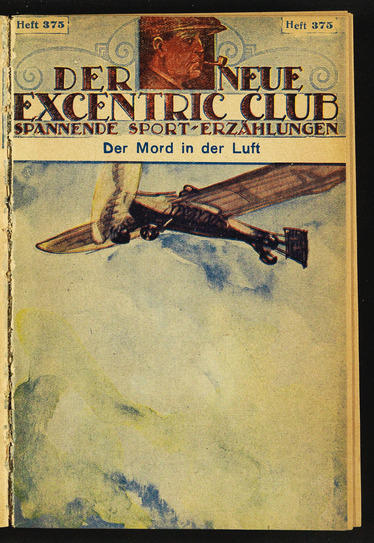 Heft 375
Heft 375
DER NEUE
EXCENTRIC CLUB
SPANNENDE SPORT-ERZÄHLUNGEN
Der Mord in der Luft